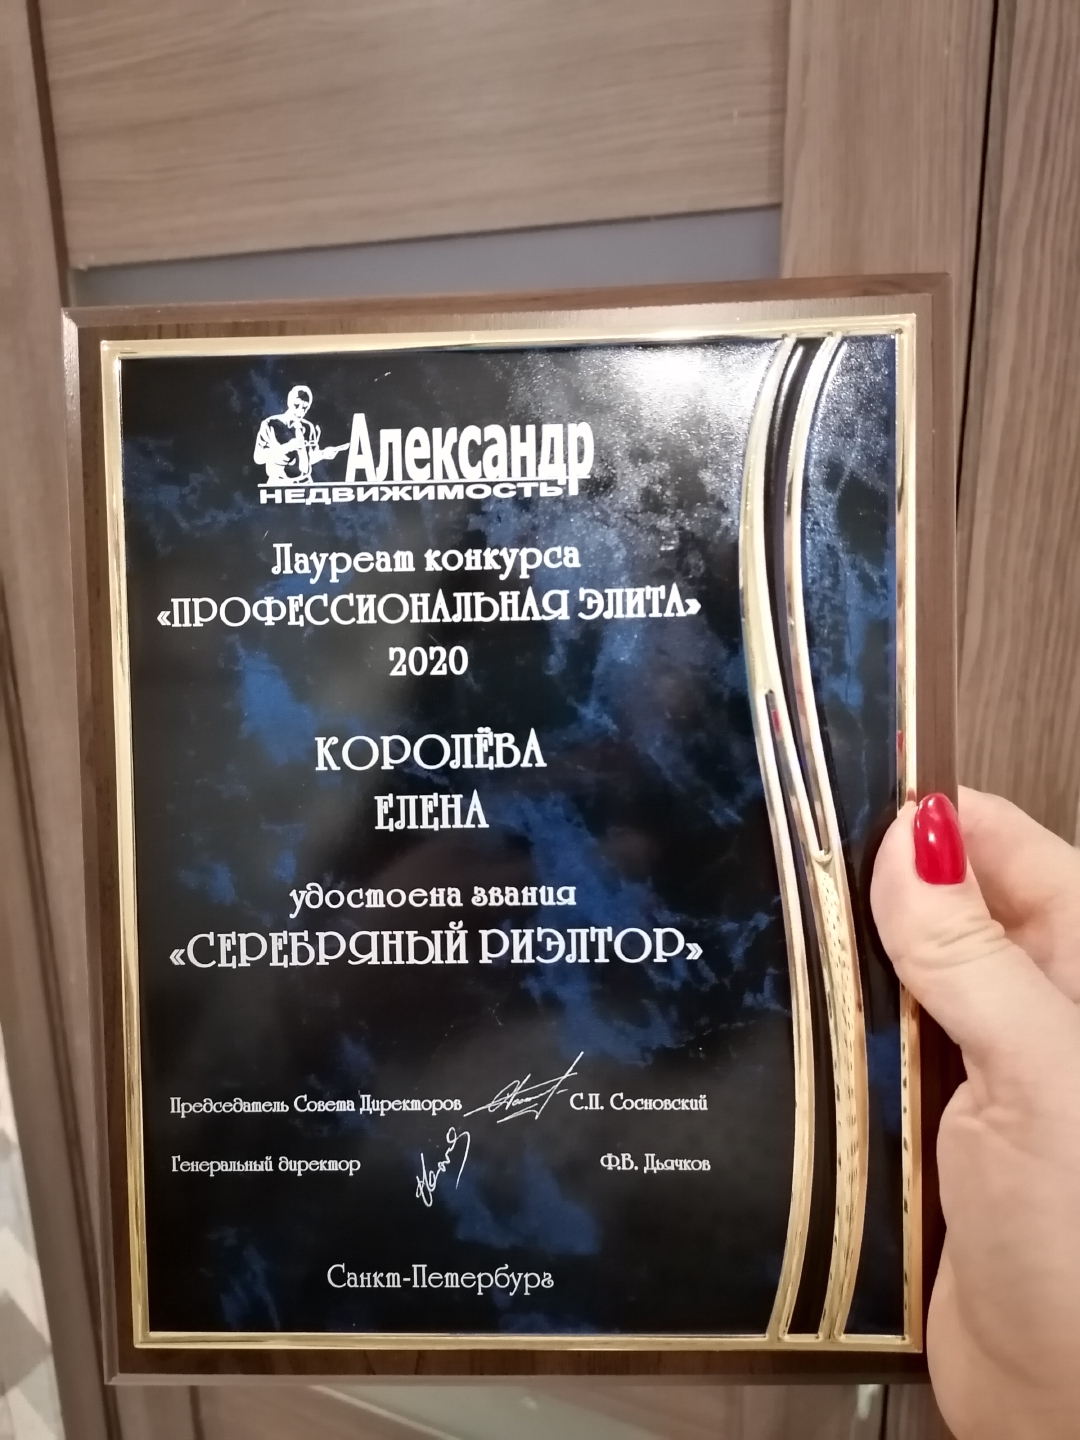 Александр
НЕДВИЖИМОСТЬ
Лауреат конкурса
«ПРОФЕССИОНАЛЬНАЯ ЭЛИТА»
2020
КОРОЛЁВА
ЕЛЕНА
удостоена звания
«СЕРЕБРЯНЫЙ РИЭЛТОР»
Председатель Совета Директоров С.П. Сосновский
Генеральный директор Ф.В. Дьячков
Санкт-Петербург